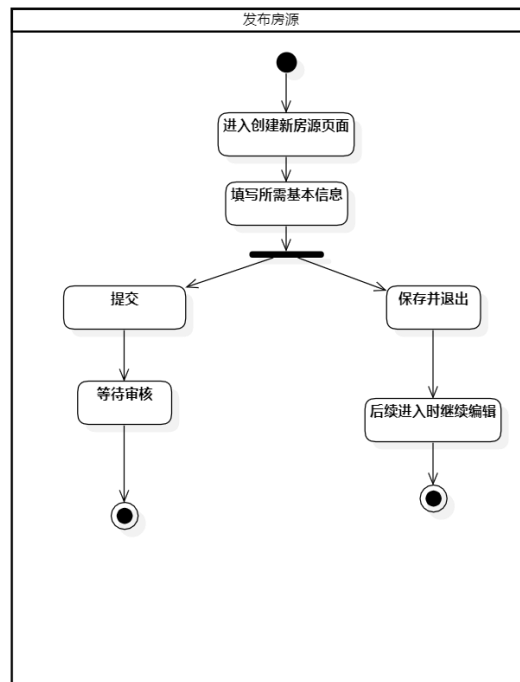 发布房源
进入创建新房源页面
填写所需基本信息
提交
保存并退出
等待审核
后续进入时继续编辑